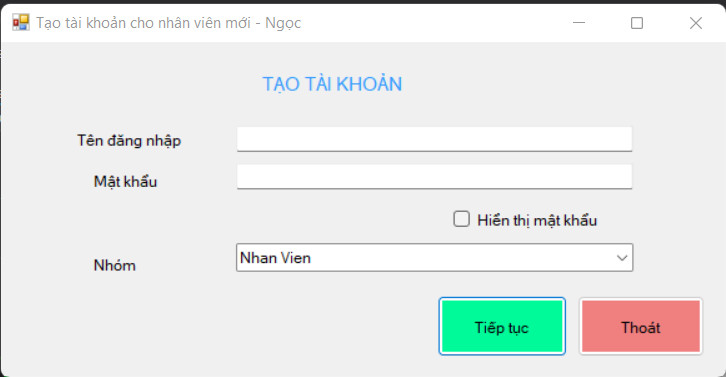 Tạo tài khoản cho nhân viên mới - Ngọc
TẠO TÀI KHOẢN
Tên đăng nhập
Mật khẩu
Hiển thị mật khẩu
Nhóm
Nhan Vien
Tiếp tục
Thoát